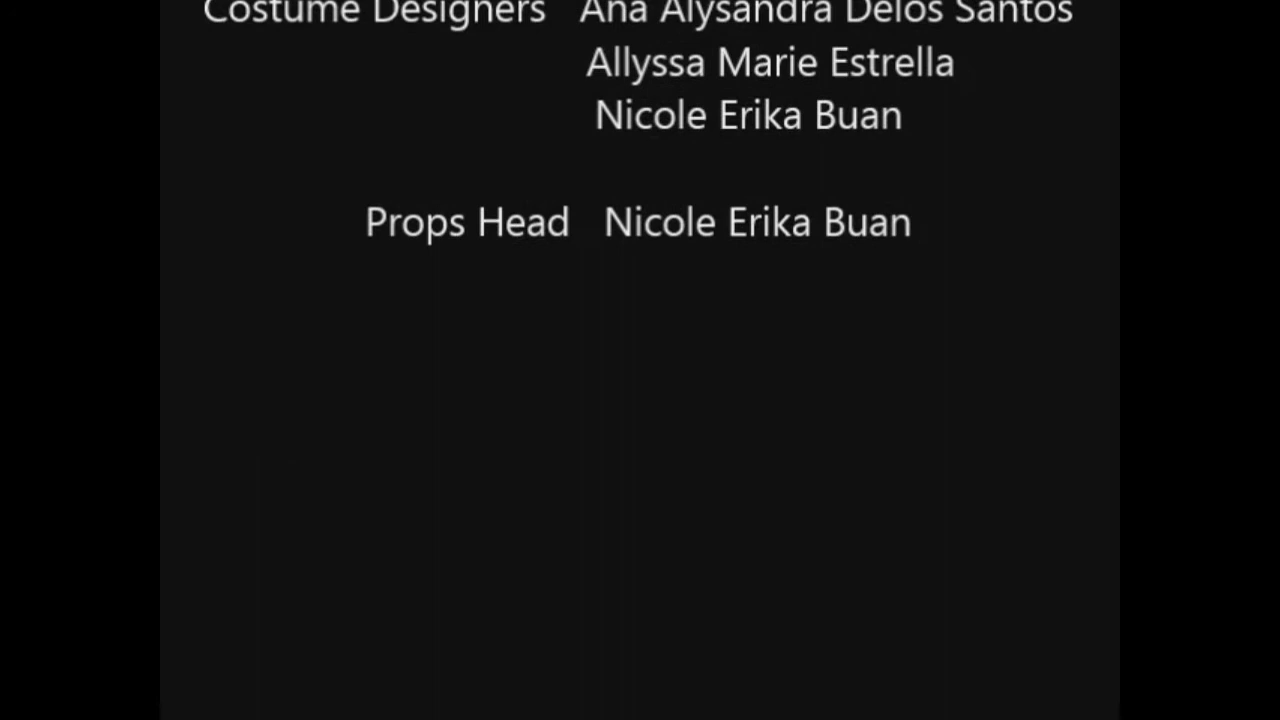 Costume Designers Ana Alysandra Delos Santos
Allyssa Marie Estrella
Nicole Erika Buan
Props Head Nicole Erika Buan